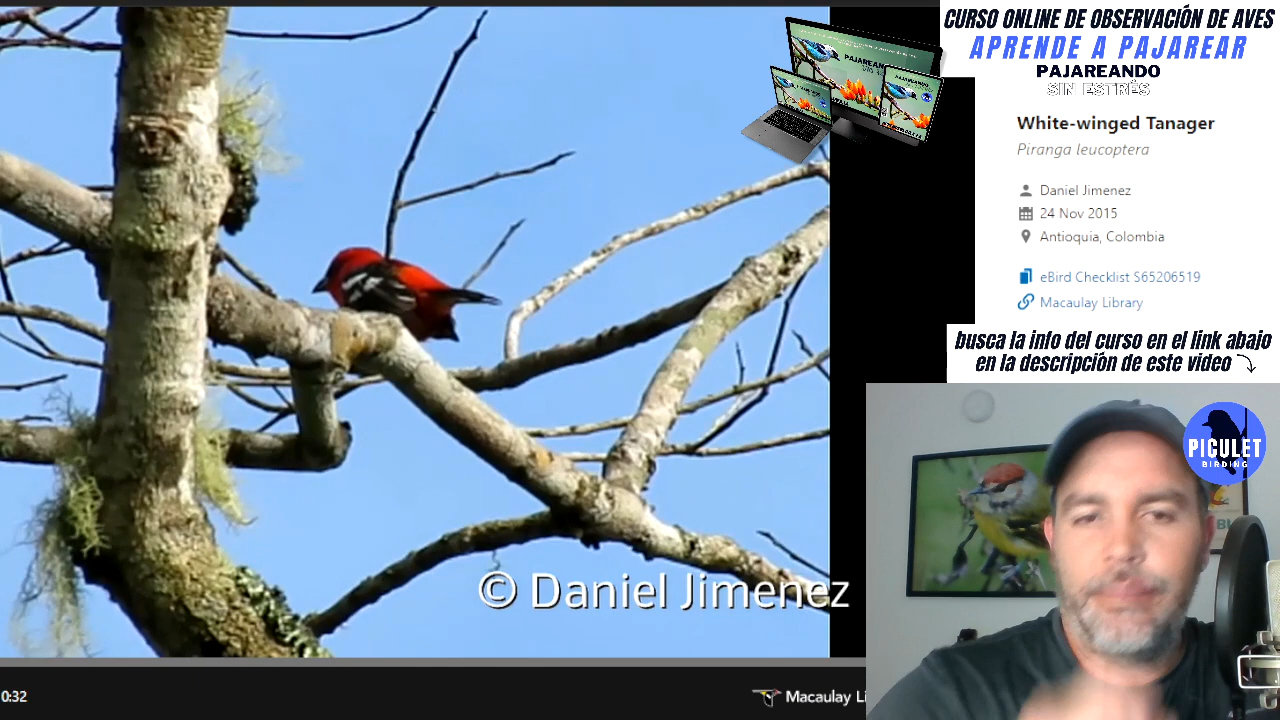 CURSO ONLINE DE OBSERVACIÓN DE AVES
APRENDE A PAJAREAR
PAJAREANDO
SIN ESTRÉS
White-winged Tanager
Piranga leucoptera
Daniel Jimenez
24 Nov 2015
Antioquia, Colombia
eBird Checklist S65206519
Macaulay Library
busca la info del curso en el link abajo
en la descripción de este video
PICULET
BIRDING
© Daniel Jimenez
0:32
Macaulay Li